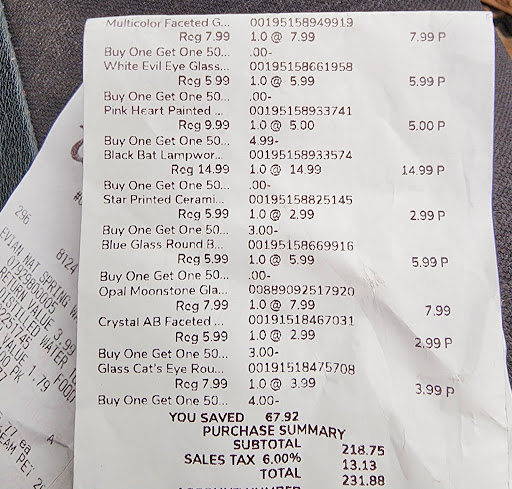 Multicolor Faceted G... 00195158949919
Reg 7.99 1.0 @ 7.99 7.99 P
Buy One Get One 50... .00-
White Evil Eye Glass... 00195158661958
Reg 5.99 1.0 @ 5.99 5.99 P
Buy One Get One 50... .00-
Pink Heart Painted ... 00195158933741
Reg 9.99 1.0 @ 5.00 5.00 P
Buy One Get One 50... 4.99-
Black Bat Lampwor... 00195158933574
Reg 14.99 1.0 @ 14.99 14.99 P
Buy One Get One 50... .00-
Star Printed Cerami... 00195158825145
Reg 5.99 1.0 @ 2.99 2.99 P
Buy One Get One 50... 3.00-
Blue Glass Round B... 00195158669916
Reg 5.99 1.0 @ 5.99 5.99 P
Buy One Get One 50... .00-
Opal Moonstone Gla... 00889092517920
Reg 7.99 1.0 @ 7.99 7.99
Crystal AB Faceted ... 00191518467031
Reg 5.99 1.0 @ 2.99 2.99 P
Buy One Get One 50... 3.00-
Glass Cat's Eye Rou... 00191518475708
Reg 7.99 1.0 @ 3.99 3.99 P
Buy One Get One 50... 4.00-
YOU SAVED 67.92
PURCHASE SUMMARY
SUBTOTAL 218.75
SALES TAX 6.00% 13.13
TOTAL 231.88
296
8124
EVIAN NAT SPRING
RETURN VALUE 3.99
DISTILLED WATER
VALUE 1.79 FOOD
.77 ea
A